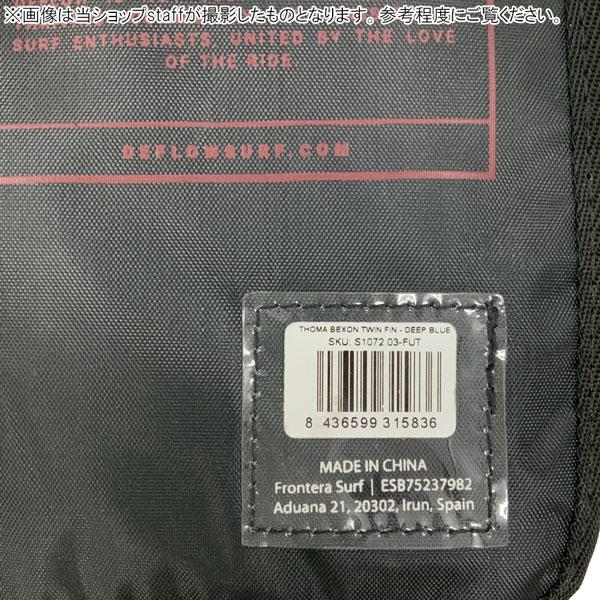 ※画像は当ショップstaffが撮影したものとなります。参考程度にご覧ください。
SURF ENTHUSIASTS, UNITED BY THE LOVE
OF THE RIDE.
DEFLOWSURF.COM
THOMA BEXON TWIN FIN - DEEP BLUE
SKU: S1072.03-FUT
8 436599 315836
MADE IN CHINA
Frontera Surf | ESB75237982
Aduana 21, 20302, Irun, Spain